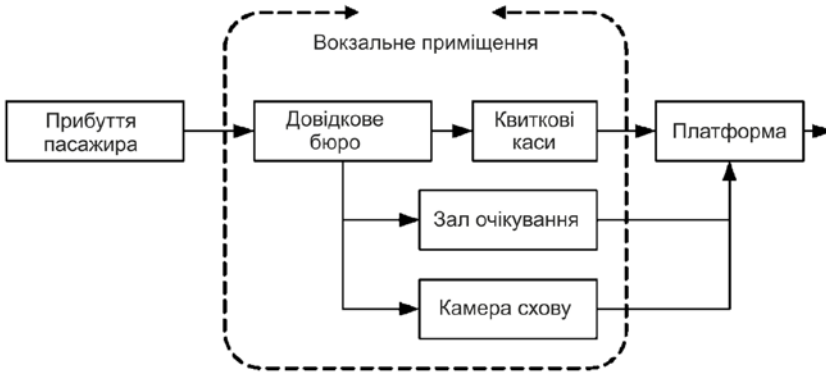 Вокзальне приміщення
Прибуття
пасажира
Довідкове
бюро
Квиткові
каси
Платформа
Зал очікування
Камера схову